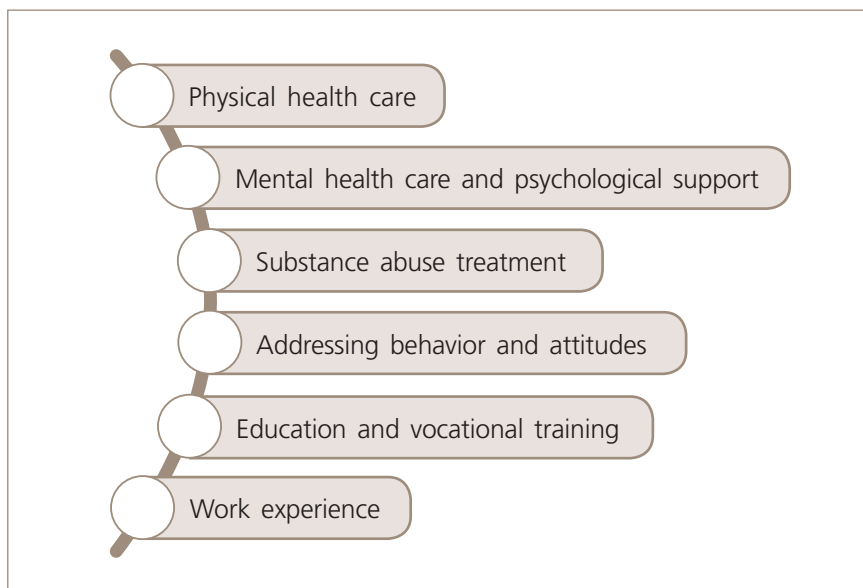 Physical health care
Mental health care and psychological support
Substance abuse treatment
Addressing behavior and attitudes
Education and vocational training
Work experience